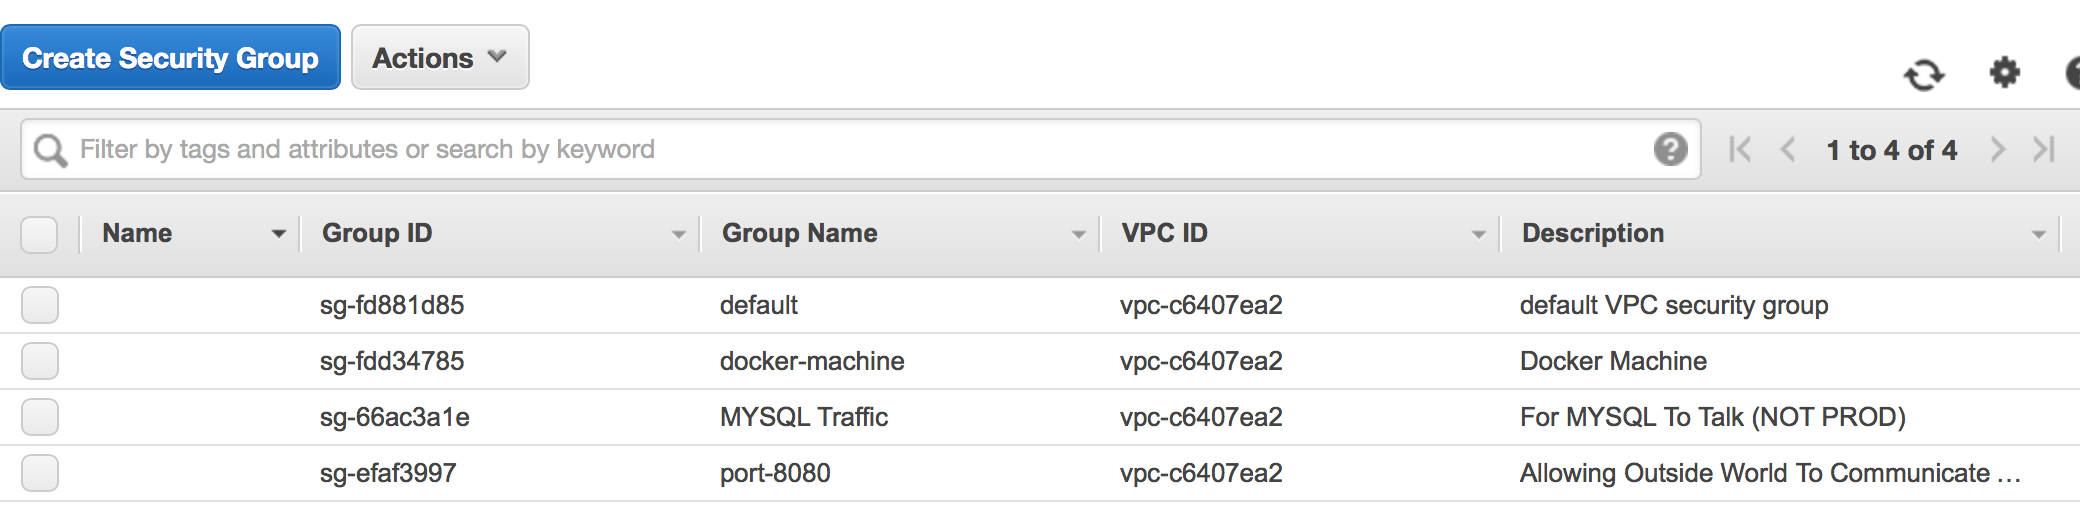 Create Security Group Actions
Filter by tags and attributes or search by keyword ? 1 to 4 of 4
Name Group ID Group Name VPC ID Description
sg-fd881d85 default vpc-c6407ea2 default VPC security group
sg-fdd34785 docker-machine vpc-c6407ea2 Docker Machine
sg-66ac3a1e MYSQL Traffic vpc-c6407ea2 For MYSQL To Talk (NOT PROD)
sg-efaf3997 port-8080 vpc-c6407ea2 Allowing Outside World To Communicate ...